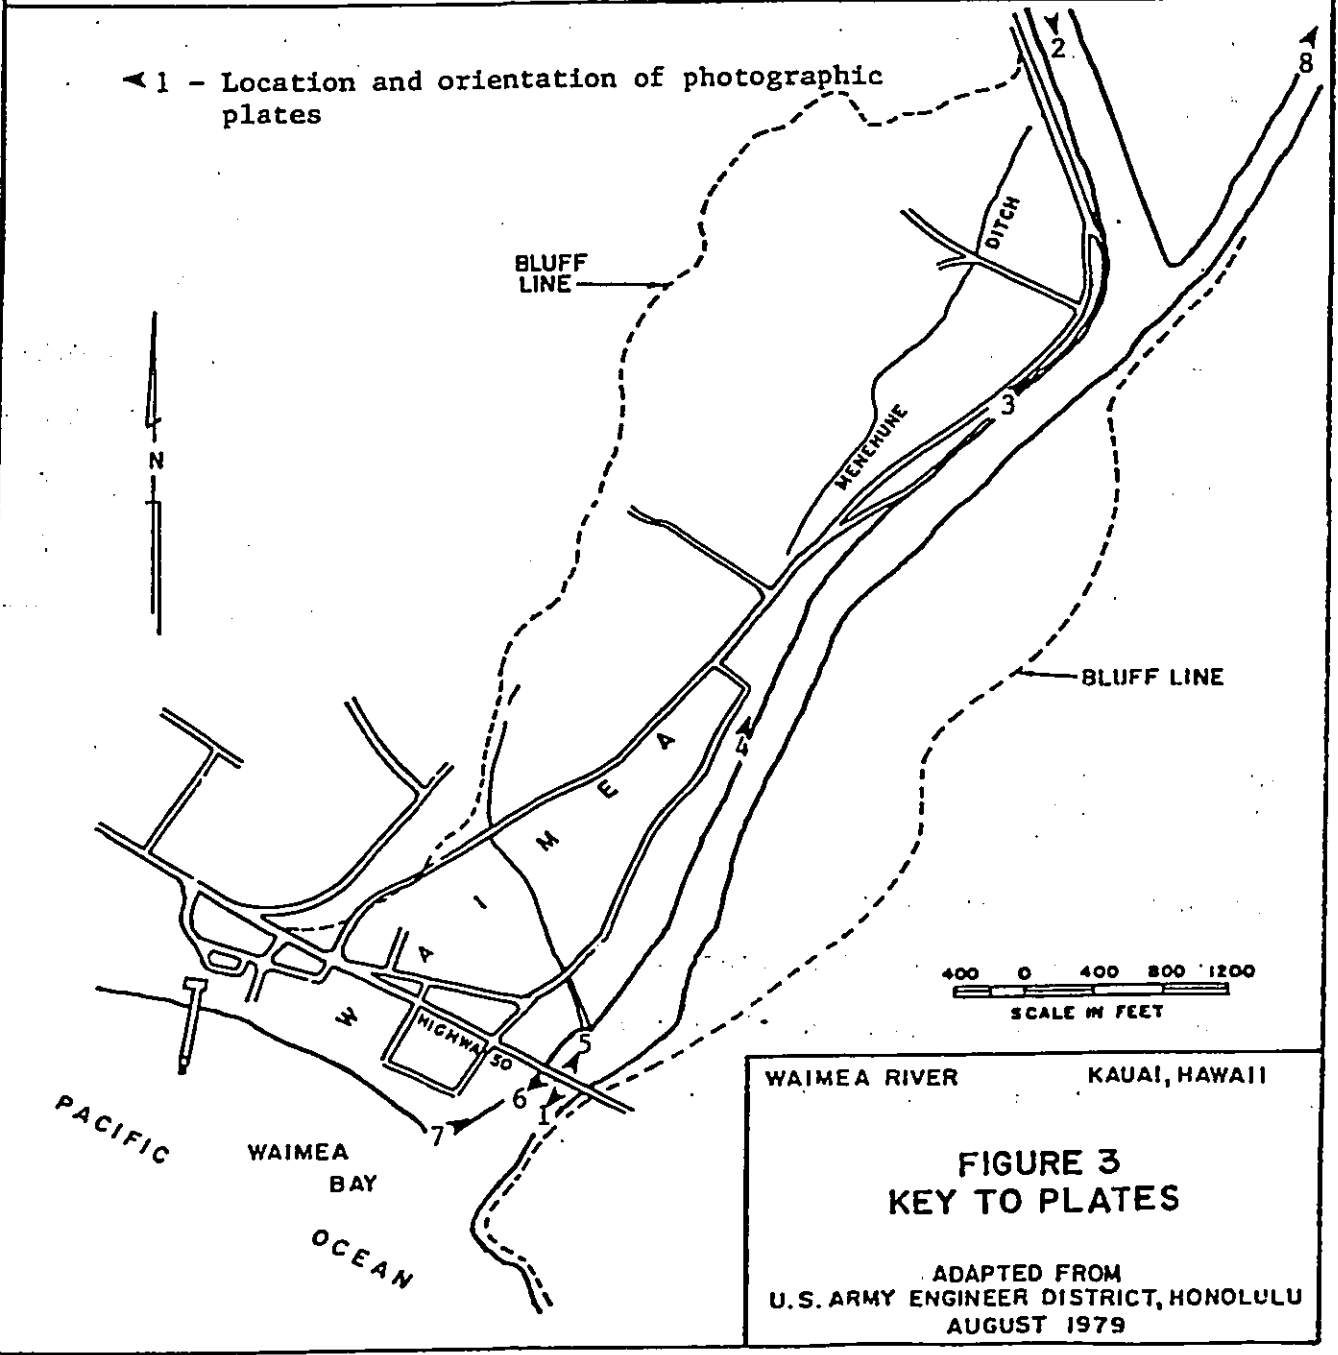 1 - Location and orientation of photographic
plates
2
8
BLUFF
LINE
DITCH
N
3
MENEHUNE
BLUFF LINE
4
WAIMEA
400 0 400 800 1200
SCALE IN FEET
HIGHWAY 50
5
6
1
7
PACIFIC
WAIMEA
BAY
OCEAN
WAIMEA RIVER KAUAI, HAWAII
FIGURE 3
KEY TO PLATES
ADAPTED FROM
U.S. ARMY ENGINEER DISTRICT, HONOLULU
AUGUST 1979